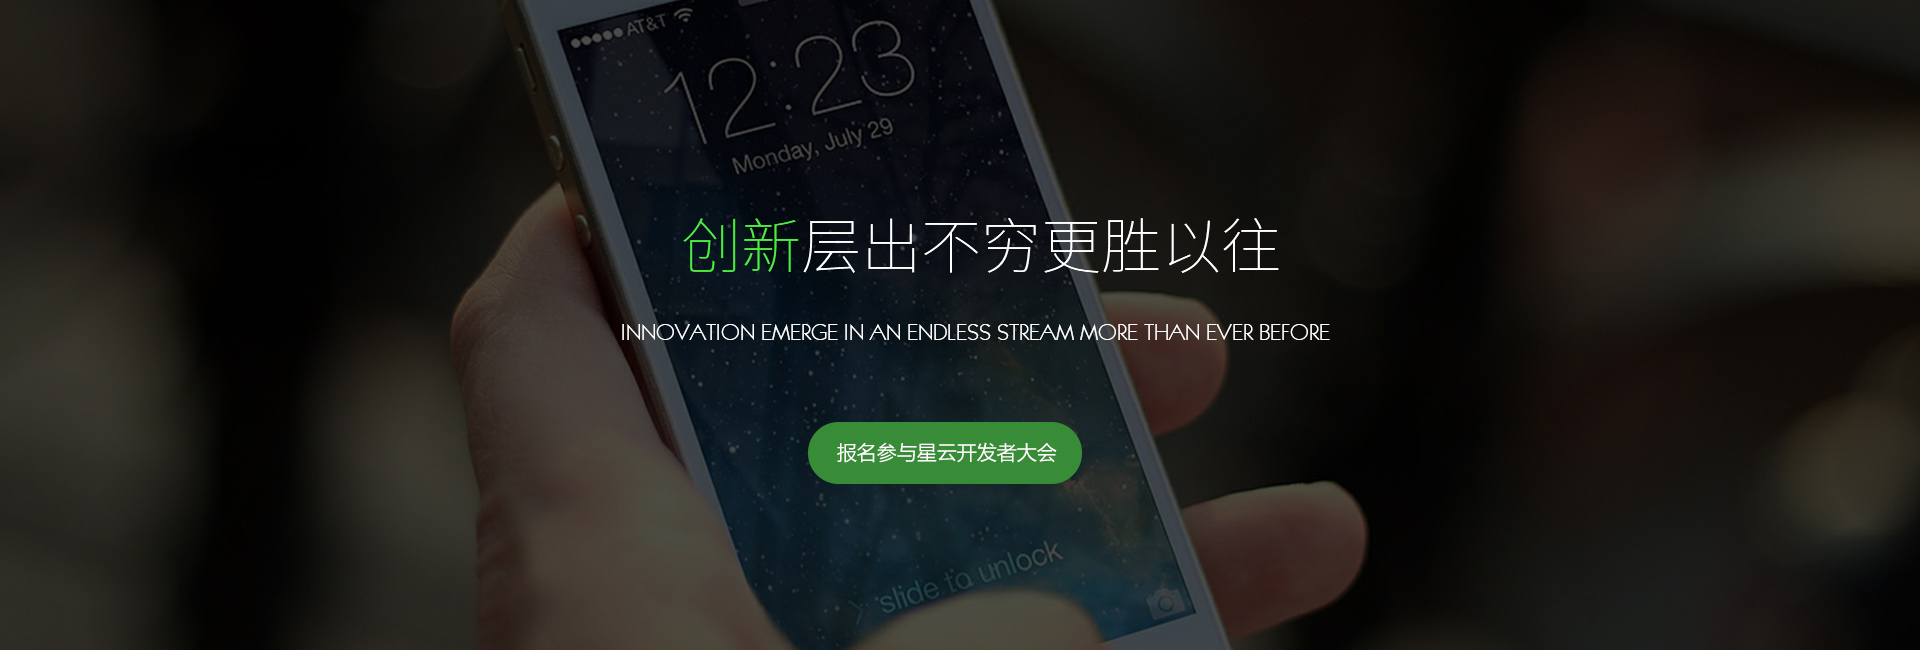 AT&T
12:23
Monday, July 29
创新层出不穷更胜以往
INNOVATION EMERGE IN AN ENDLESS STREAM MORE THAN EVER BEFORE
报名参与星云开发者大会
slide to unlock